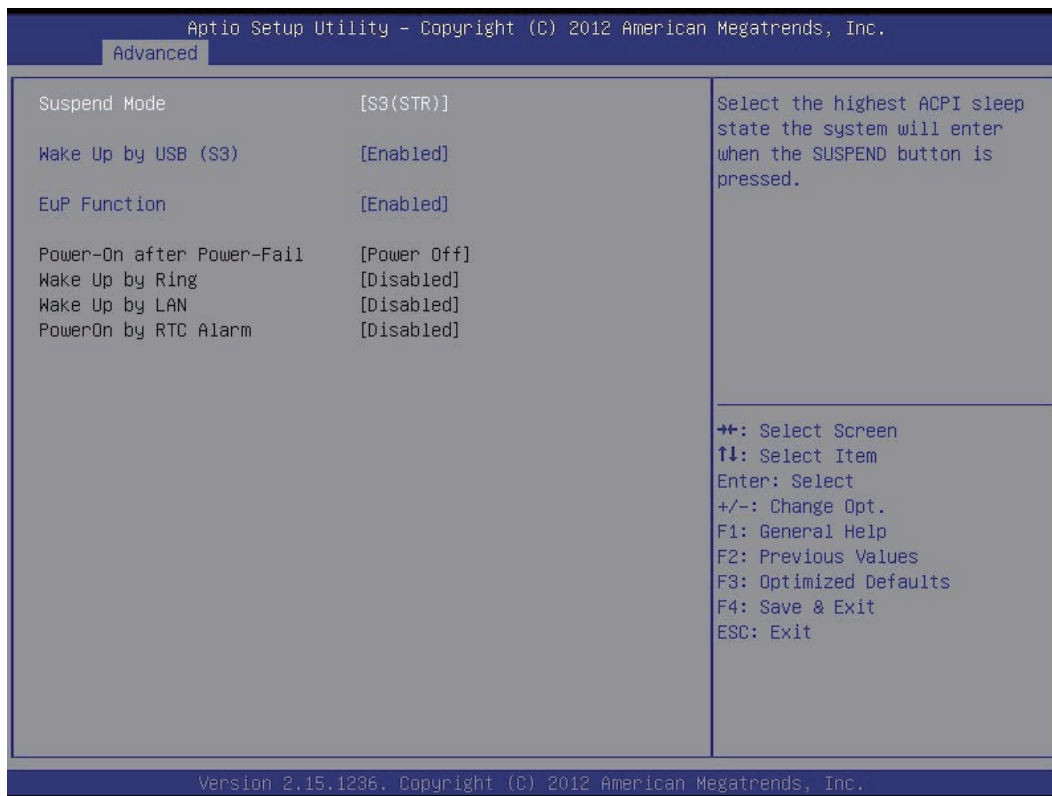 Aptio Setup Utility – Copyright (C) 2012 American Megatrends, Inc.
Advanced
Suspend Mode [S3(STR)]
Wake Up by USB (S3) [Enabled]
EuP Function [Enabled]
Power-On after Power-Fail [Power Off]
Wake Up by Ring [Disabled]
Wake Up by LAN [Disabled]
PowerOn by RTC Alarm [Disabled]
Select the highest ACPI sleep
state the system will enter
when the SUSPEND button is
pressed.
→←: Select Screen
↑↓: Select Item
Enter: Select
+/-: Change Opt.
F1: General Help
F2: Previous Values
F3: Optimized Defaults
F4: Save & Exit
ESC: Exit
Version 2.15.1236. Copyright (C) 2012 American Megatrends, Inc.